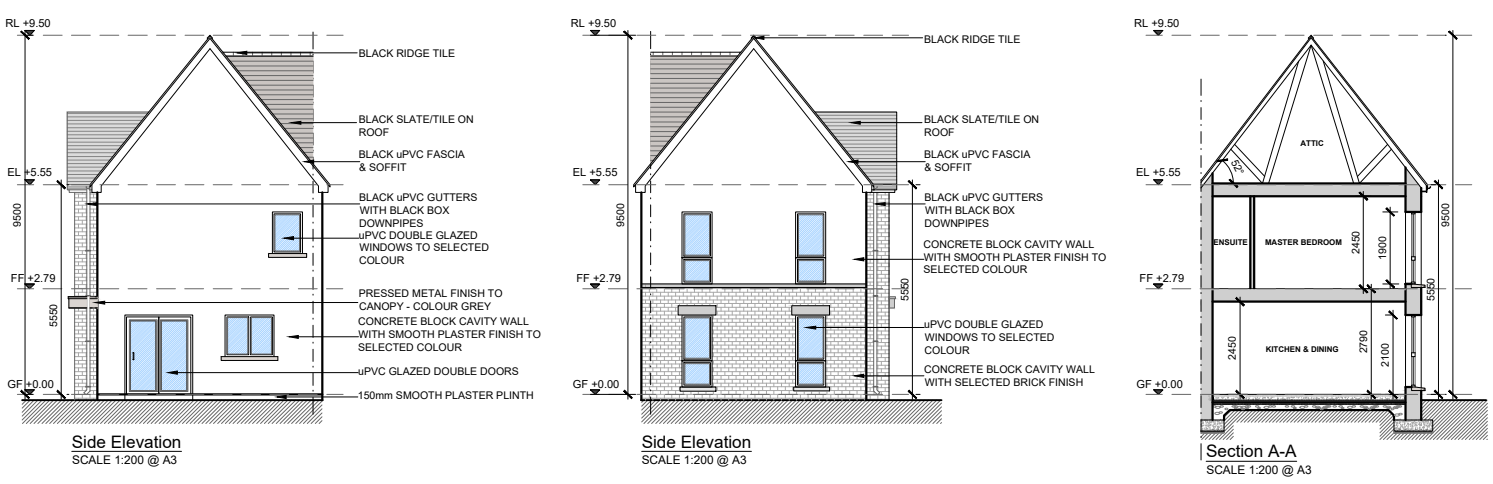 RL +9.50
BLACK RIDGE TILE
BLACK SLATE/TILE ON
ROOF
BLACK uPVC FASCIA
& SOFFIT
EL +5.55
BLACK uPVC GUTTERS
WITH BLACK BOX
DOWNPIPES
uPVC DOUBLE GLAZED
WINDOWS TO SELECTED
COLOUR
9500
FF +2.79
PRESSED METAL FINISH TO
CANOPY - COLOUR GREY
5550
CONCRETE BLOCK CAVITY WALL
WITH SMOOTH PLASTER FINISH TO
SELECTED COLOUR
uPVC GLAZED DOUBLE DOORS
GF +0.00
150mm SMOOTH PLASTER PLINTH
Side Elevation
SCALE 1:200 @ A3
RL +9.50
BLACK RIDGE TILE
BLACK SLATE/TILE ON
ROOF
BLACK uPVC FASCIA
& SOFFIT
EL +5.55
BLACK uPVC GUTTERS
WITH BLACK BOX
DOWNPIPES
9500
CONCRETE BLOCK CAVITY WALL
WITH SMOOTH PLASTER FINISH TO
SELECTED COLOUR
FF +2.79
5550
uPVC DOUBLE GLAZED
WINDOWS TO SELECTED
COLOUR
CONCRETE BLOCK CAVITY WALL
WITH SELECTED BRICK FINISH
GF +0.00
Side Elevation
SCALE 1:200 @ A3
RL +9.50
ATTIC
52°
EL +5.55
9500
ENSUITE
MASTER BEDROOM
2450
1900
FF +2.79
5550
2450
KITCHEN & DINING
2790
2100
GF +0.00
Section A-A
SCALE 1:200 @ A3